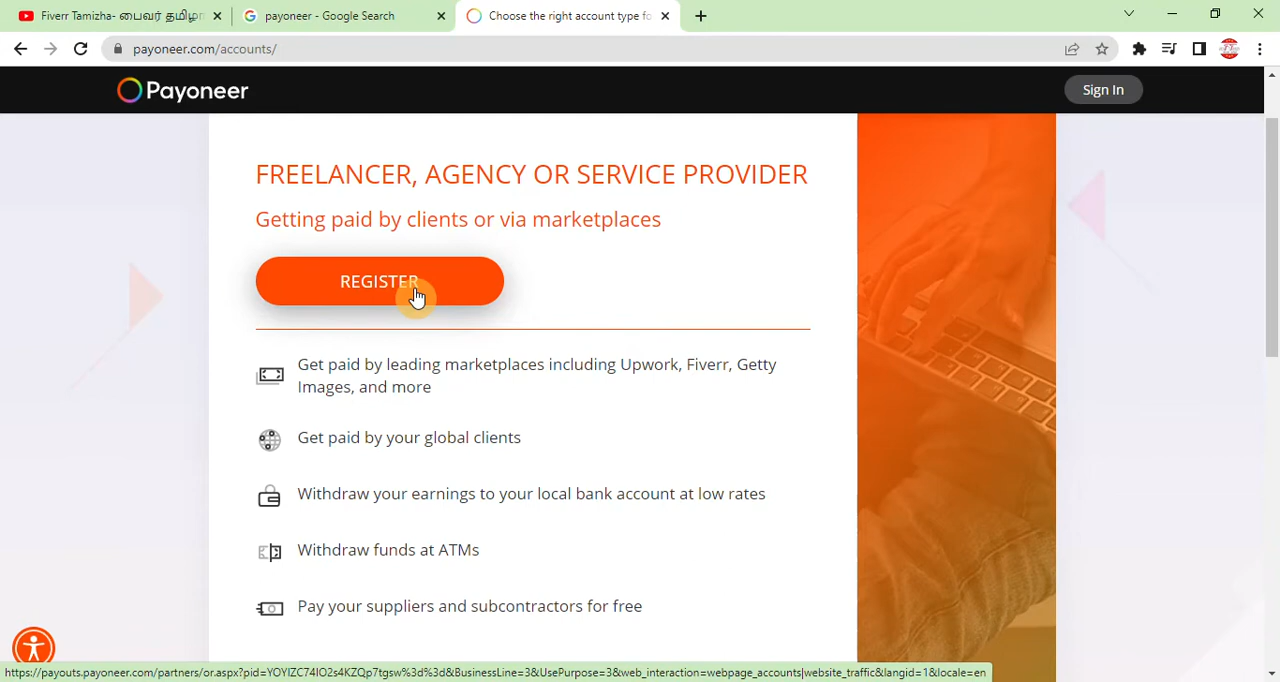 Fiverr Tamizha- பைவர் தமிழா
payoneer - Google Search
Choose the right account type fo
payoneer.com/accounts/
Payoneer
Sign In
FREELANCER, AGENCY OR SERVICE PROVIDER
Getting paid by clients or via marketplaces
REGISTER
Get paid by leading marketplaces including Upwork, Fiverr, Getty
Images, and more
Get paid by your global clients
Withdraw your earnings to your local bank account at low rates
Withdraw funds at ATMs
Pay your suppliers and subcontractors for free
https://payouts.payoneer.com/partners/or.aspx?pid=YOYIZC74IO2s4KZQp7tgsw%3d%3d&BusinessLine=3&UsePurpose=3&web_interaction=webpage_accounts|website_traffic&langid=1&locale=en